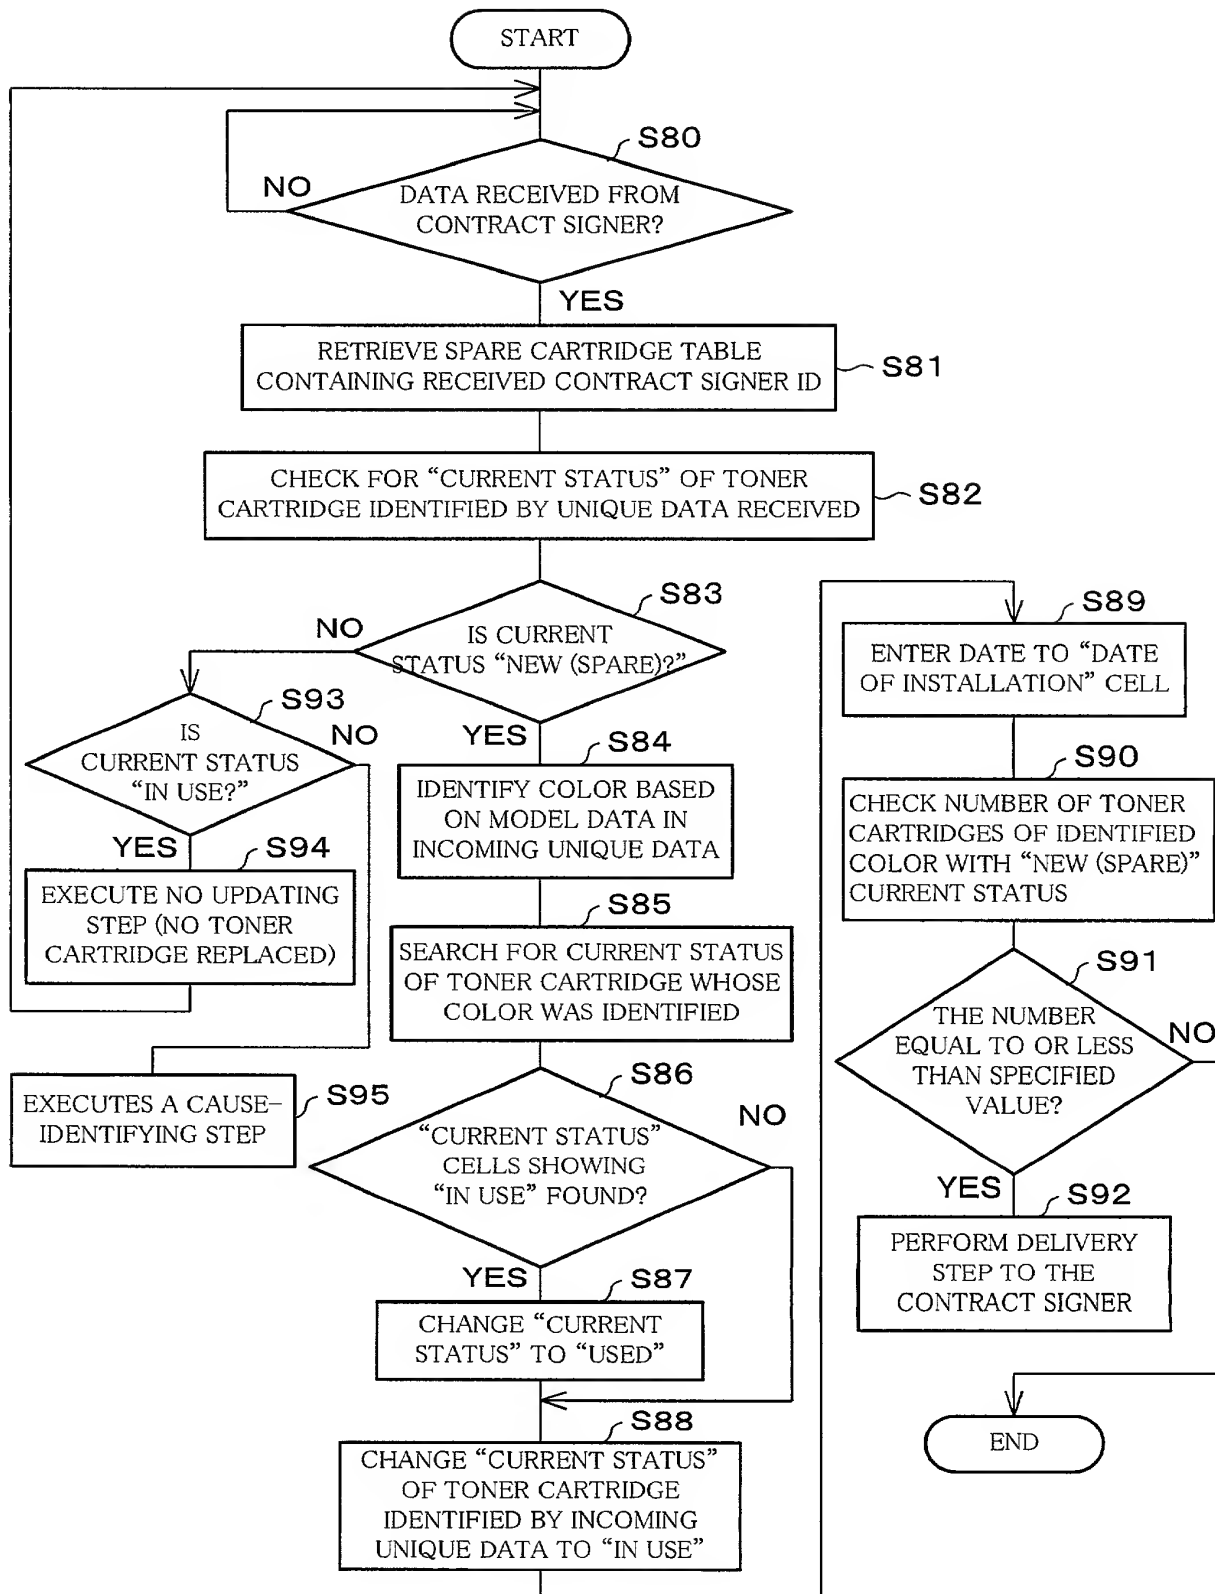 START
S80
NO
DATA RECEIVED FROM
CONTRACT SIGNER?
YES
RETRIEVE SPARE CARTRIDGE TABLE
CONTAINING RECEIVED CONTRACT SIGNER ID
S81
CHECK FOR “CURRENT STATUS” OF TONER
CARTRIDGE IDENTIFIED BY UNIQUE DATA RECEIVED
S82
S83
NO
IS CURRENT
STATUS “NEW (SPARE)?”
YES
S93
IS
CURRENT STATUS
“IN USE?”
NO
YES
S94
EXECUTE NO UPDATING
STEP (NO TONER
CARTRIDGE REPLACED)
EXECUTES A CAUSE–
IDENTIFYING STEP
S95
S84
IDENTIFY COLOR BASED
ON MODEL DATA IN
INCOMING UNIQUE DATA
S85
SEARCH FOR CURRENT STATUS
OF TONER CARTRIDGE WHOSE
COLOR WAS IDENTIFIED
S86
“CURRENT STATUS”
CELLS SHOWING
“IN USE” FOUND?
NO
YES
S87
CHANGE “CURRENT
STATUS” TO “USED”
S88
CHANGE “CURRENT STATUS”
OF TONER CARTRIDGE
IDENTIFIED BY INCOMING
UNIQUE DATA TO “IN USE”
S89
ENTER DATE TO “DATE
OF INSTALLATION” CELL
S90
CHECK NUMBER OF TONER
CARTRIDGES OF IDENTIFIED
COLOR WITH “NEW (SPARE)”
CURRENT STATUS
S91
THE NUMBER
EQUAL TO OR LESS
THAN SPECIFIED
VALUE?
NO
YES
S92
PERFORM DELIVERY
STEP TO THE
CONTRACT SIGNER
END